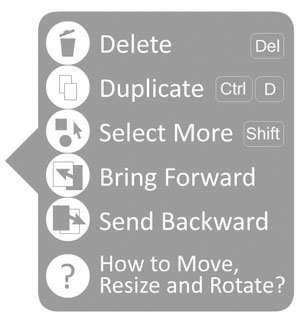 Delete Del
Duplicate Ctrl D
Select More Shift
Bring Forward
Send Backward
? How to Move,
Resize and Rotate?